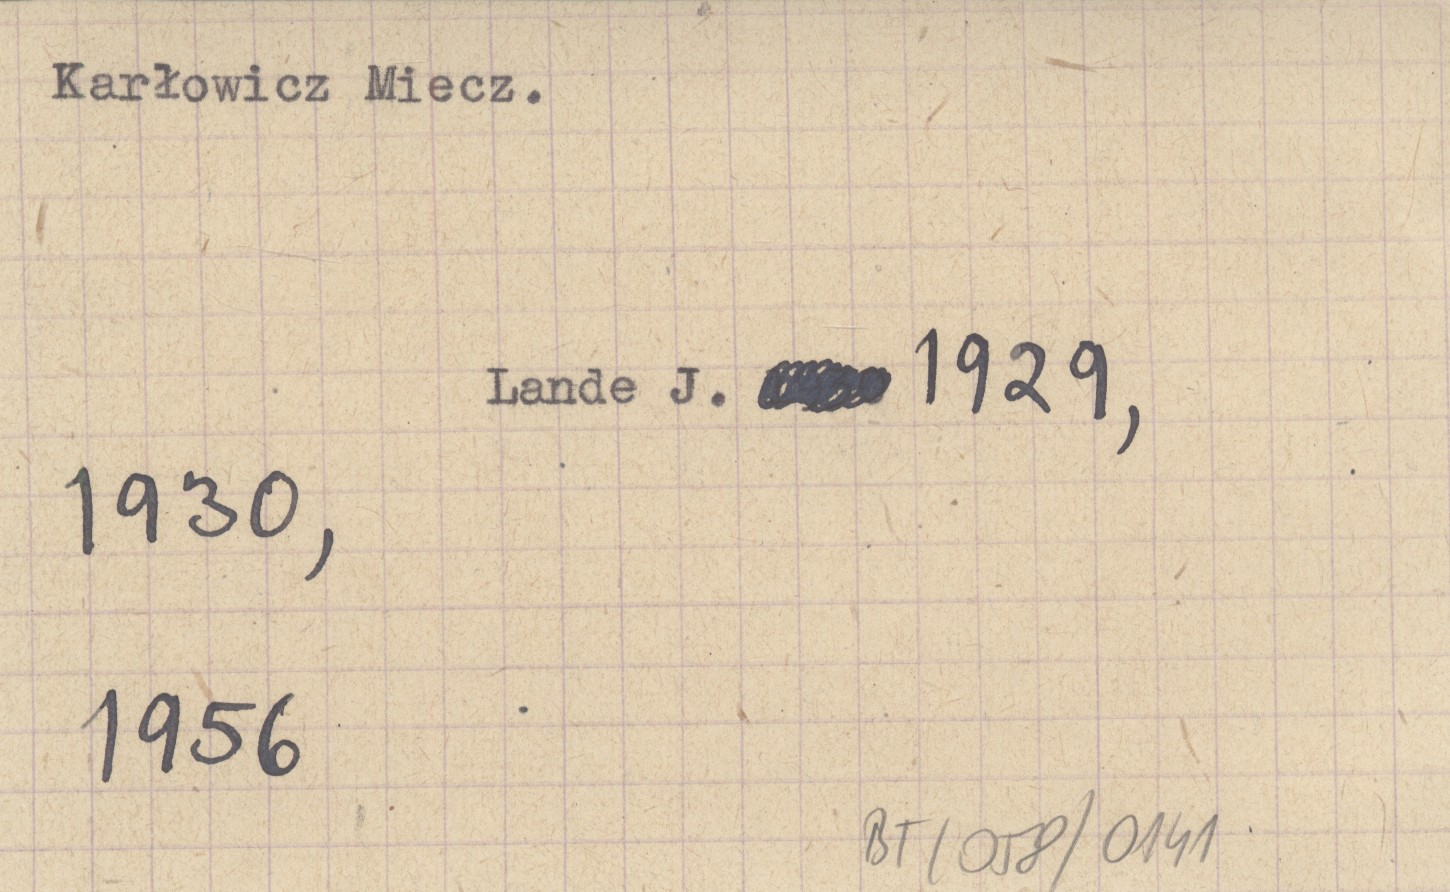 Karłowicz Miecz.
Lande J. 1929,
1930,
1956
BT/058/0141